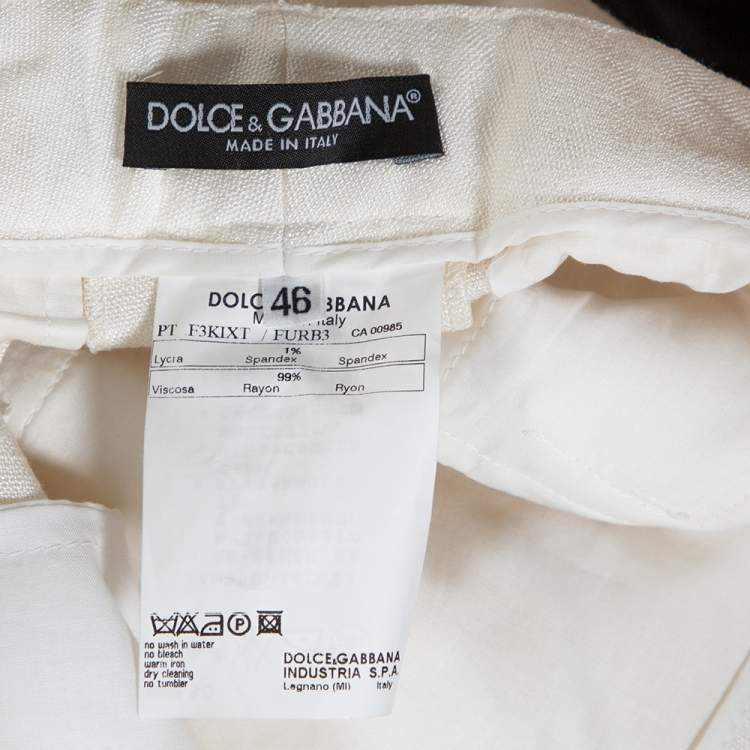 DOLCE & GABBANA®
MADE IN ITALY
46
DOLC BBANA
M Italy
PT F3KIXT / FURB3 CA 00985
1%
Lycra Spandex Spandex
99%
Viscosa Rayon Ryon
P
no wash in water
no bleach
warm iron
dry cleaning
no tumbler
DOLCE&GABBANA
INDUSTRIA S.P.A.
Legnano (MI) Italy